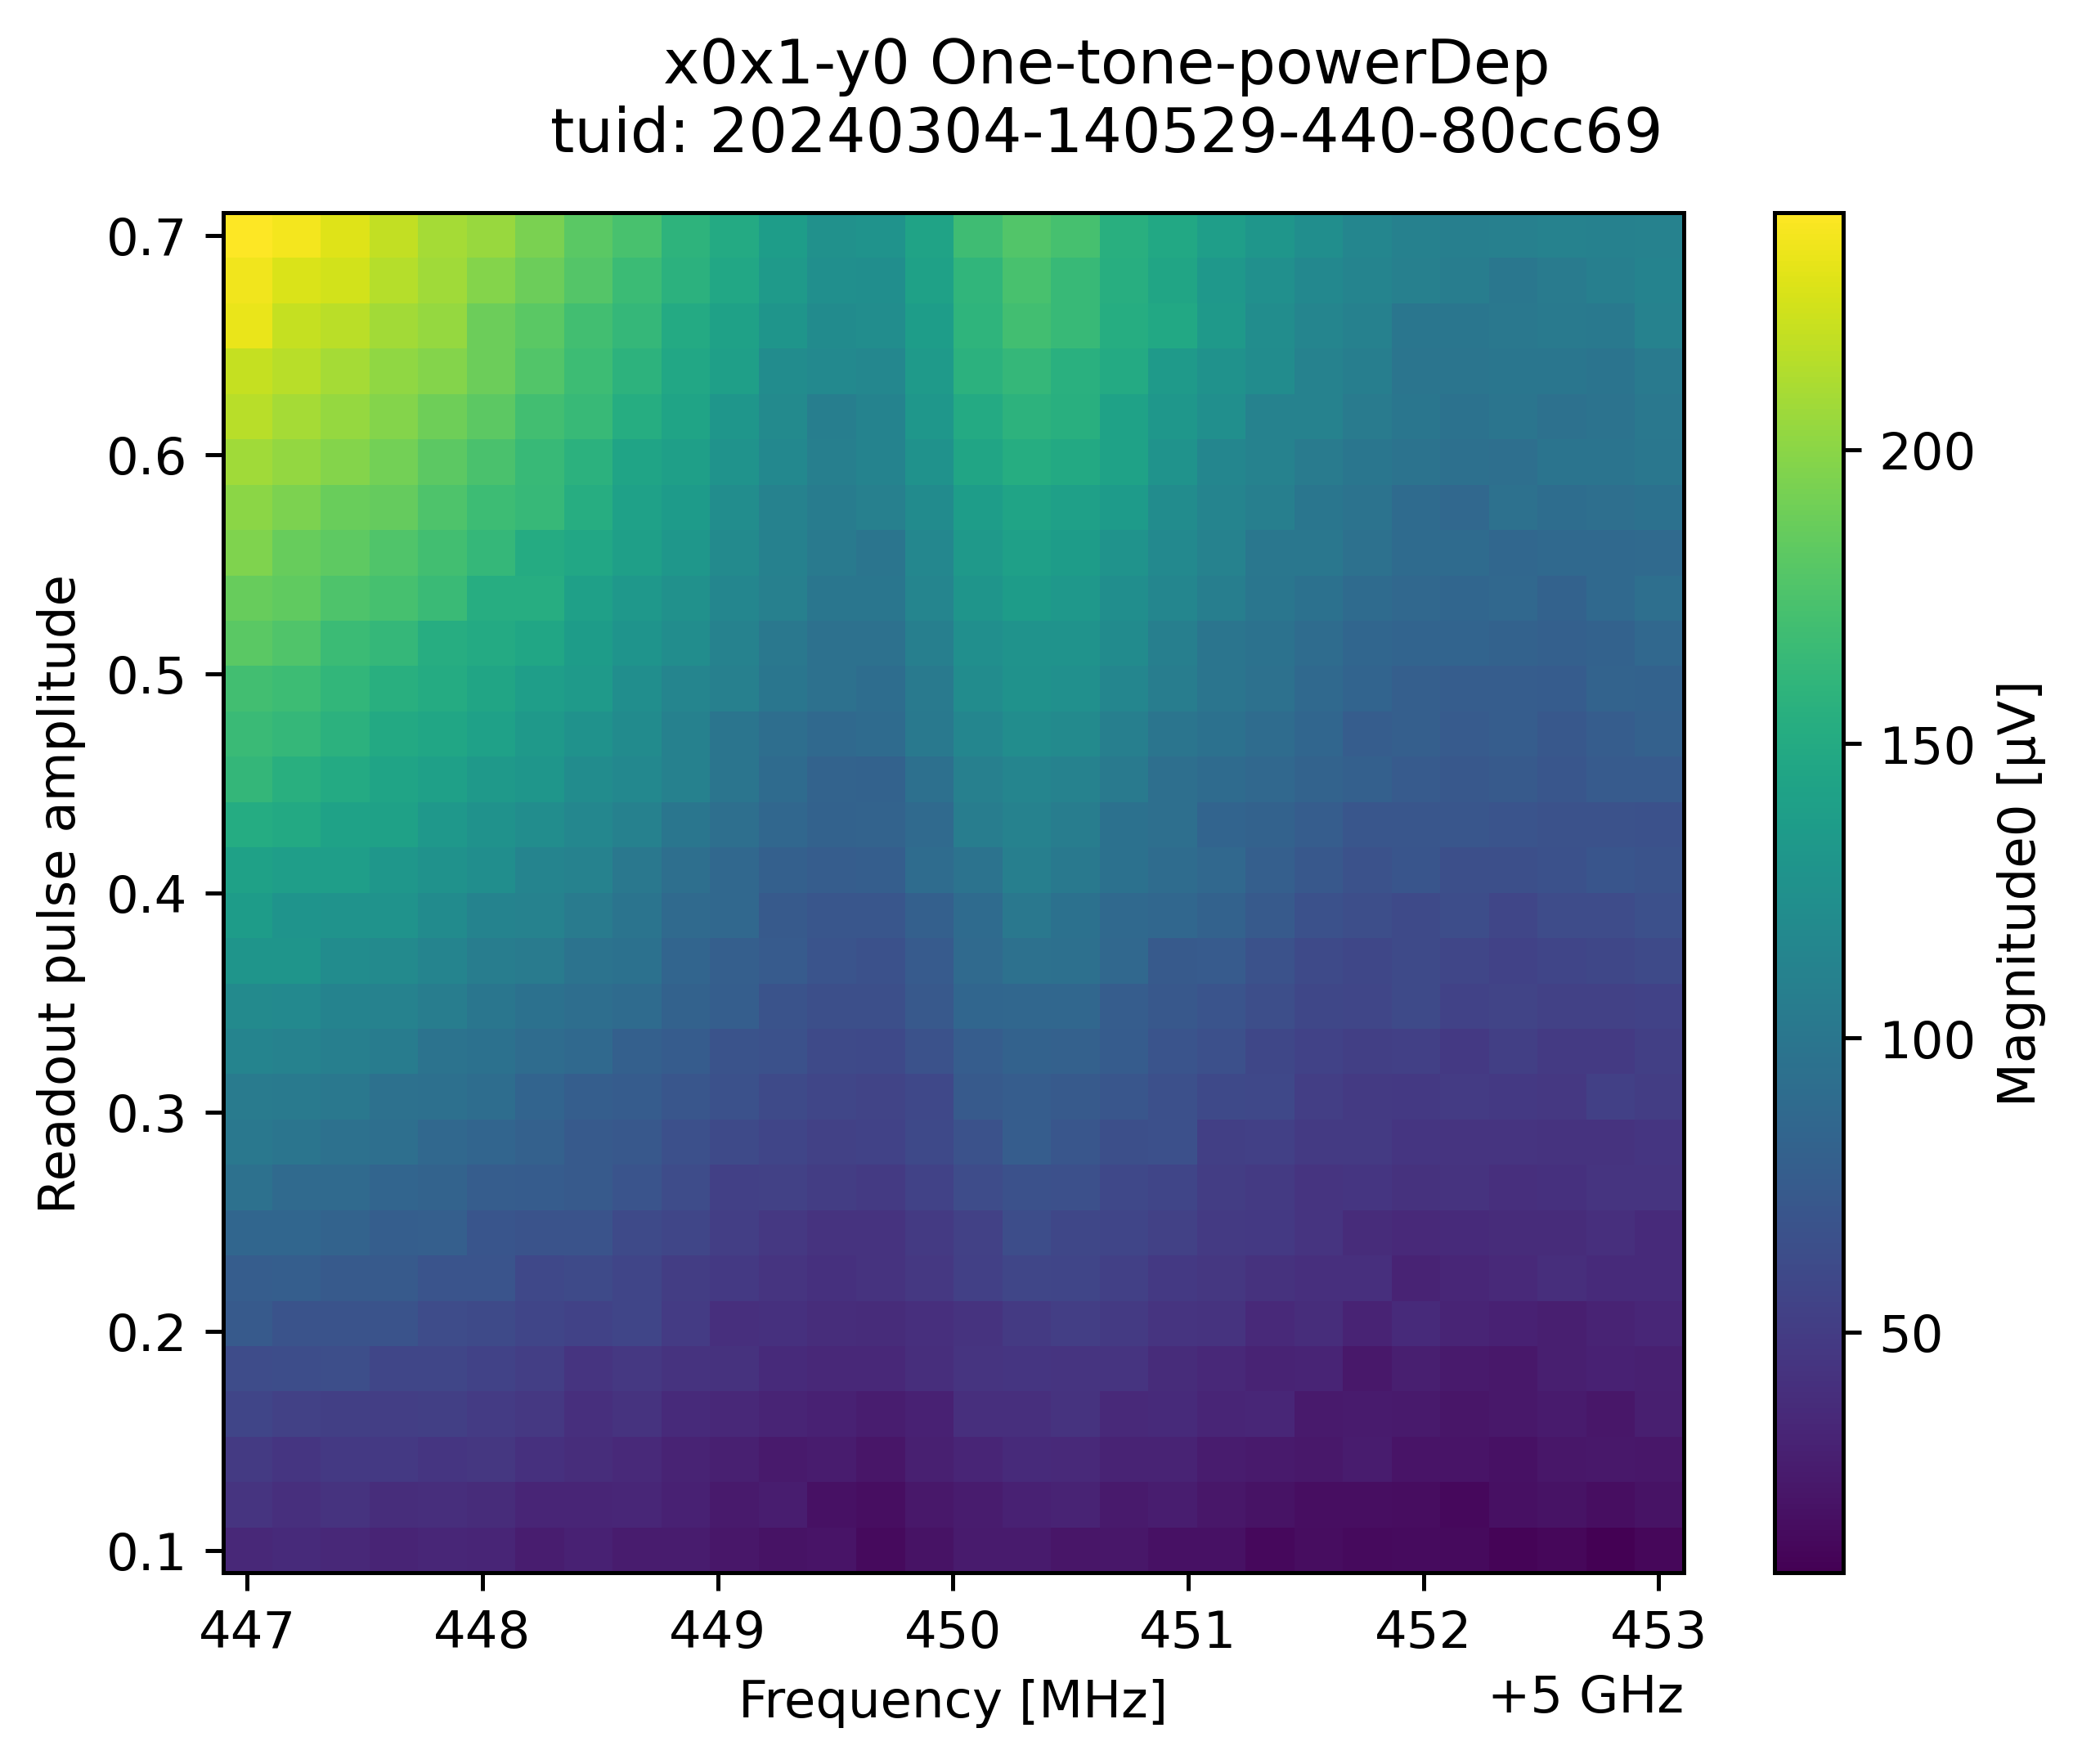 x0x1-y0 One-tone-powerDep
tuid: 20240304-140529-440-80cc69
Readout pulse amplitude
0.7
0.6
0.5
0.4
0.3
0.2
0.1
447 448 449 450 451 452 453
Frequency [MHz]
+5 GHz
200
150
100
50
Magnitude0 [µV]